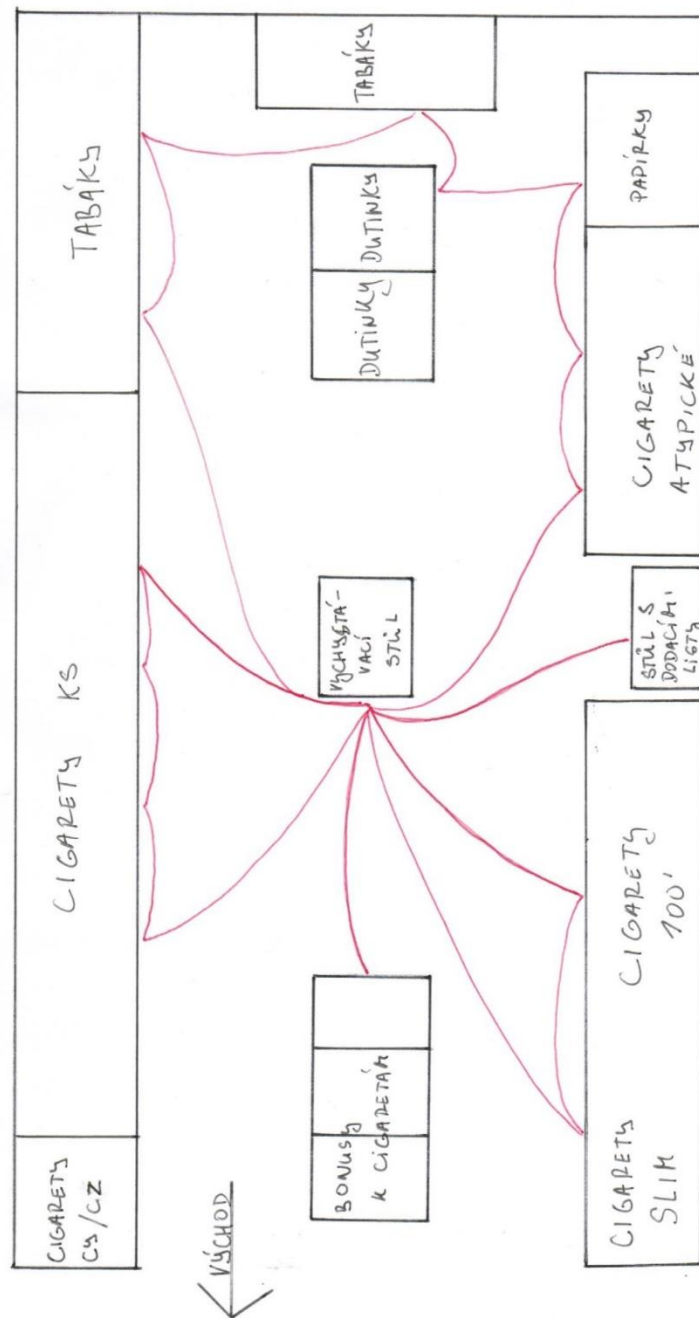 CIGARETY
CY/CZ
CIGARETY KS
TABÁKY
VÝCHOD
BONUSY
K CIGARETÁM
VYCHYSTÁ-
VACÍ
STŮL
DUTINKY
DUTINKY
TABÁKY
CIGARETY
SLIM
CIGARETY
100'
STŮL S
DODACÍMI
LISTY
CIGARETY
ATYPICKÉ
PAPÍRKY